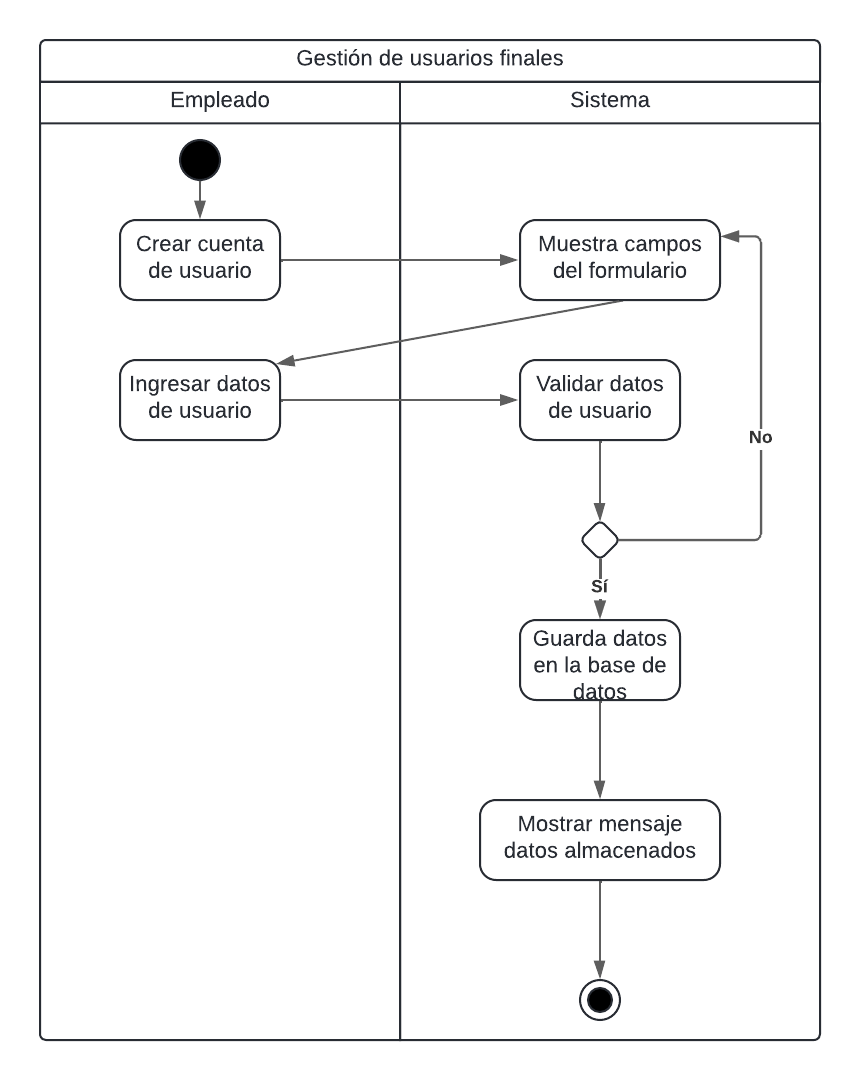 Gestión de usuarios finales
Empleado
Sistema
Crear cuenta
de usuario
Muestra campos
del formulario
Ingresar datos
de usuario
Validar datos
de usuario
No
Sí
Guarda datos
en la base de
datos
Mostrar mensaje
datos almacenados